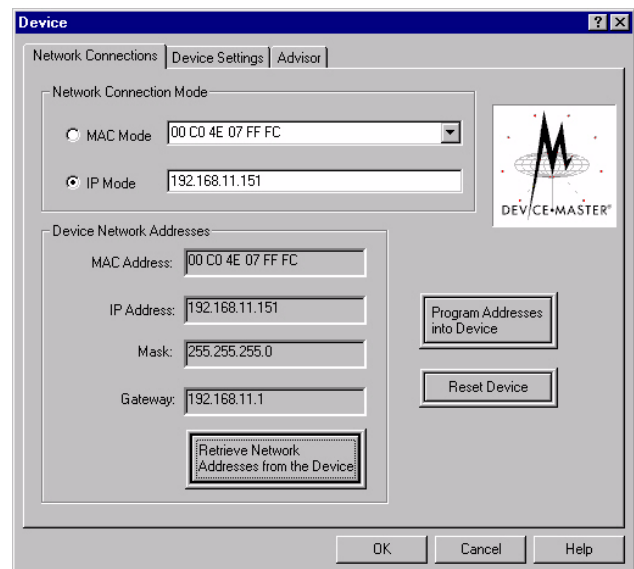 Device
Network Connections Device Settings Advisor
Network Connection Mode
MAC Mode 00 C0 4E 07 FF FC
IP Mode 192.168.11.151
DEVICE•MASTER®
Device Network Addresses
MAC Address: 00 C0 4E 07 FF FC
IP Address: 192.168.11.151
Mask: 255.255.255.0
Gateway: 192.168.11.1
Retrieve Network
Addresses from the Device
Program Addresses
into Device
Reset Device
OK Cancel Help